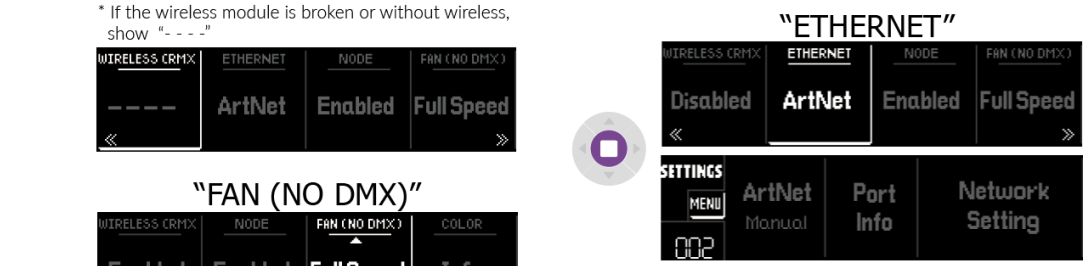 * If the wireless module is broken or without wireless,
show “- - - -”
WIRELESS CRMX ETHERNET NODE FAN (NO DMX)
---- ArtNet Enabled Full Speed
« »
“FAN (NO DMX)”
WIRELESS CRMX NODE FAN (NO DMX) COLOR
“ETHERNET”
WIRELESS CRMX ETHERNET NODE FAN (NO DMX)
Disabled ArtNet Enabled Full Speed
« »
SETTINGS
MENU
002
ArtNet
Manual
Port
Info
Network
Setting